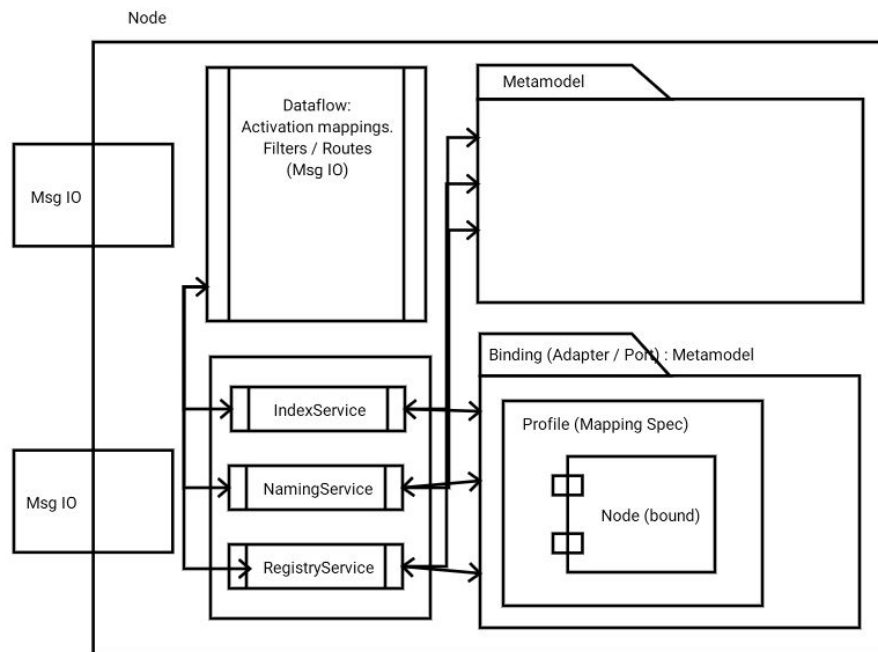 Node
Dataflow:
Activation mappings.
Filters / Routes
(Msg IO)
Metamodel
Msg IO
Binding (Adapter / Port) : Metamodel
IndexService
Profile (Mapping Spec)
NamingService
Msg IO
Node (bound)
RegistryService